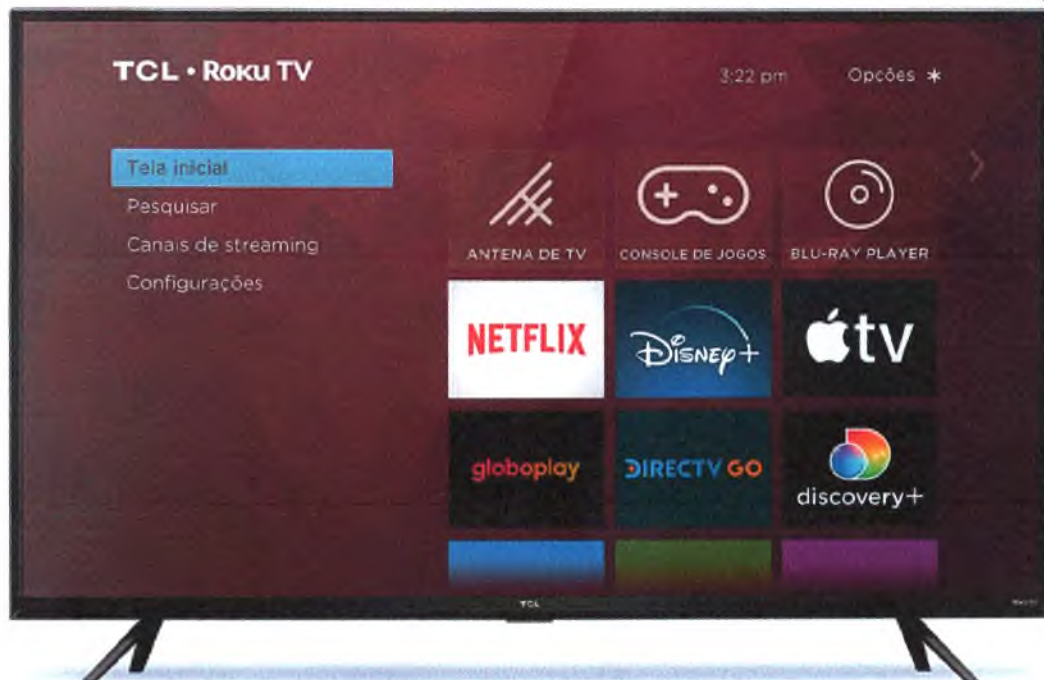 TCL • Roku TV
3:22 pm
Opções *
Tela inicial
Pesquisar
Canais de streaming
Configurações
ANTENA DE TV
CONSOLE DE JOGOS
BLU-RAY PLAYER
NETFLIX
Disney+
tv
globoplay
DIRECTV GO
discovery+
TCL